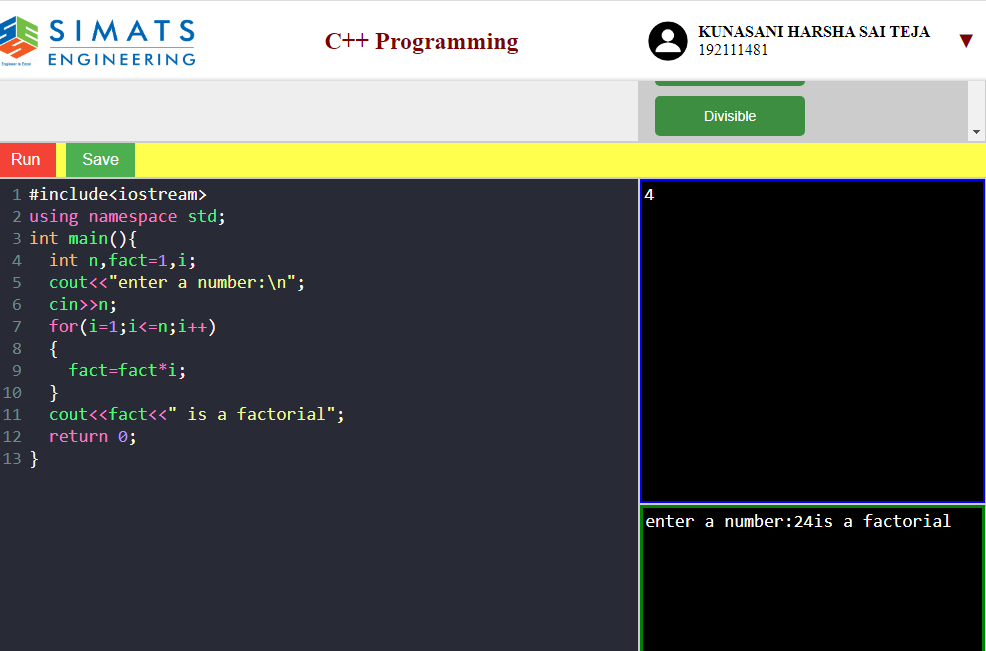 SIMATS
ENGINEERING
Engineer to Excel
C++ Programming
KUNASANI HARSHA SAI TEJA
192111481
▼
Divisible
Run Save
1 #include<iostream>
2 using namespace std;
3 int main(){
4   int n,fact=1,i;
5   cout<<"enter a number:\n";
6   cin>>n;
7   for(i=1;i<=n;i++)
8   {
9     fact=fact*i;
10   }
11   cout<<fact<<" is a factorial";
12   return 0;
13 }
4
enter a number:24is a factorial